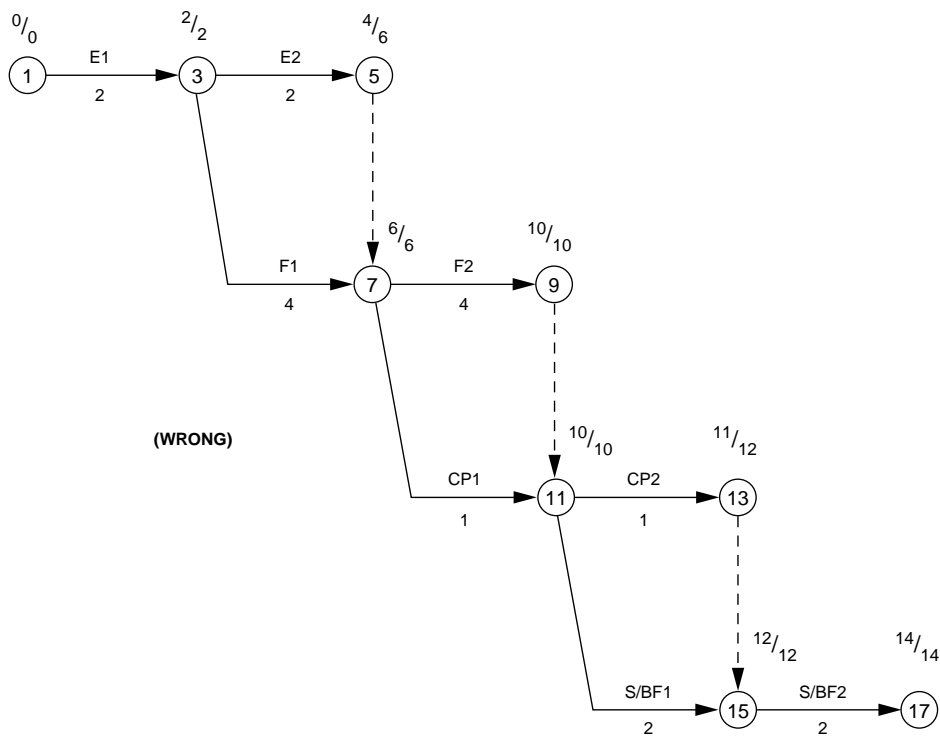 0/0 2/2 4/6
E1 E2
1 3 5
2 2
6/6 10/10
F1 F2
7 9
4 4
(WRONG)
10/10 11/12
CP1 CP2
11 13
1 1
12/12 14/14
S/BF1 S/BF2
15 17
2 2